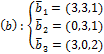 (b): { b̄₁ = (3,3,1)
b̄₂ = (0,3,1)
b̄₃ = (3,0,2)